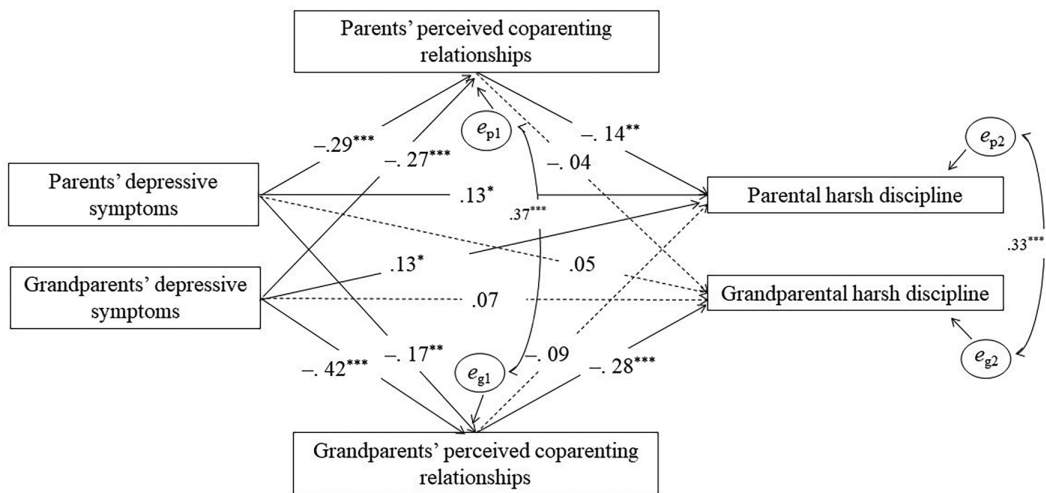 Parents’ perceived coparenting
relationships
–.29***
ep1
–.14**
ep2
–.27***
–.04
Parents’ depressive
symptoms
.13*
.37***
Parental harsh discipline
.33***
.13*
.05
Grandparents’ depressive
symptoms
.07
Grandparental harsh discipline
–.42***
–.17**
eg1
–.09
–.28***
eg2
Grandparents’ perceived coparenting
relationships